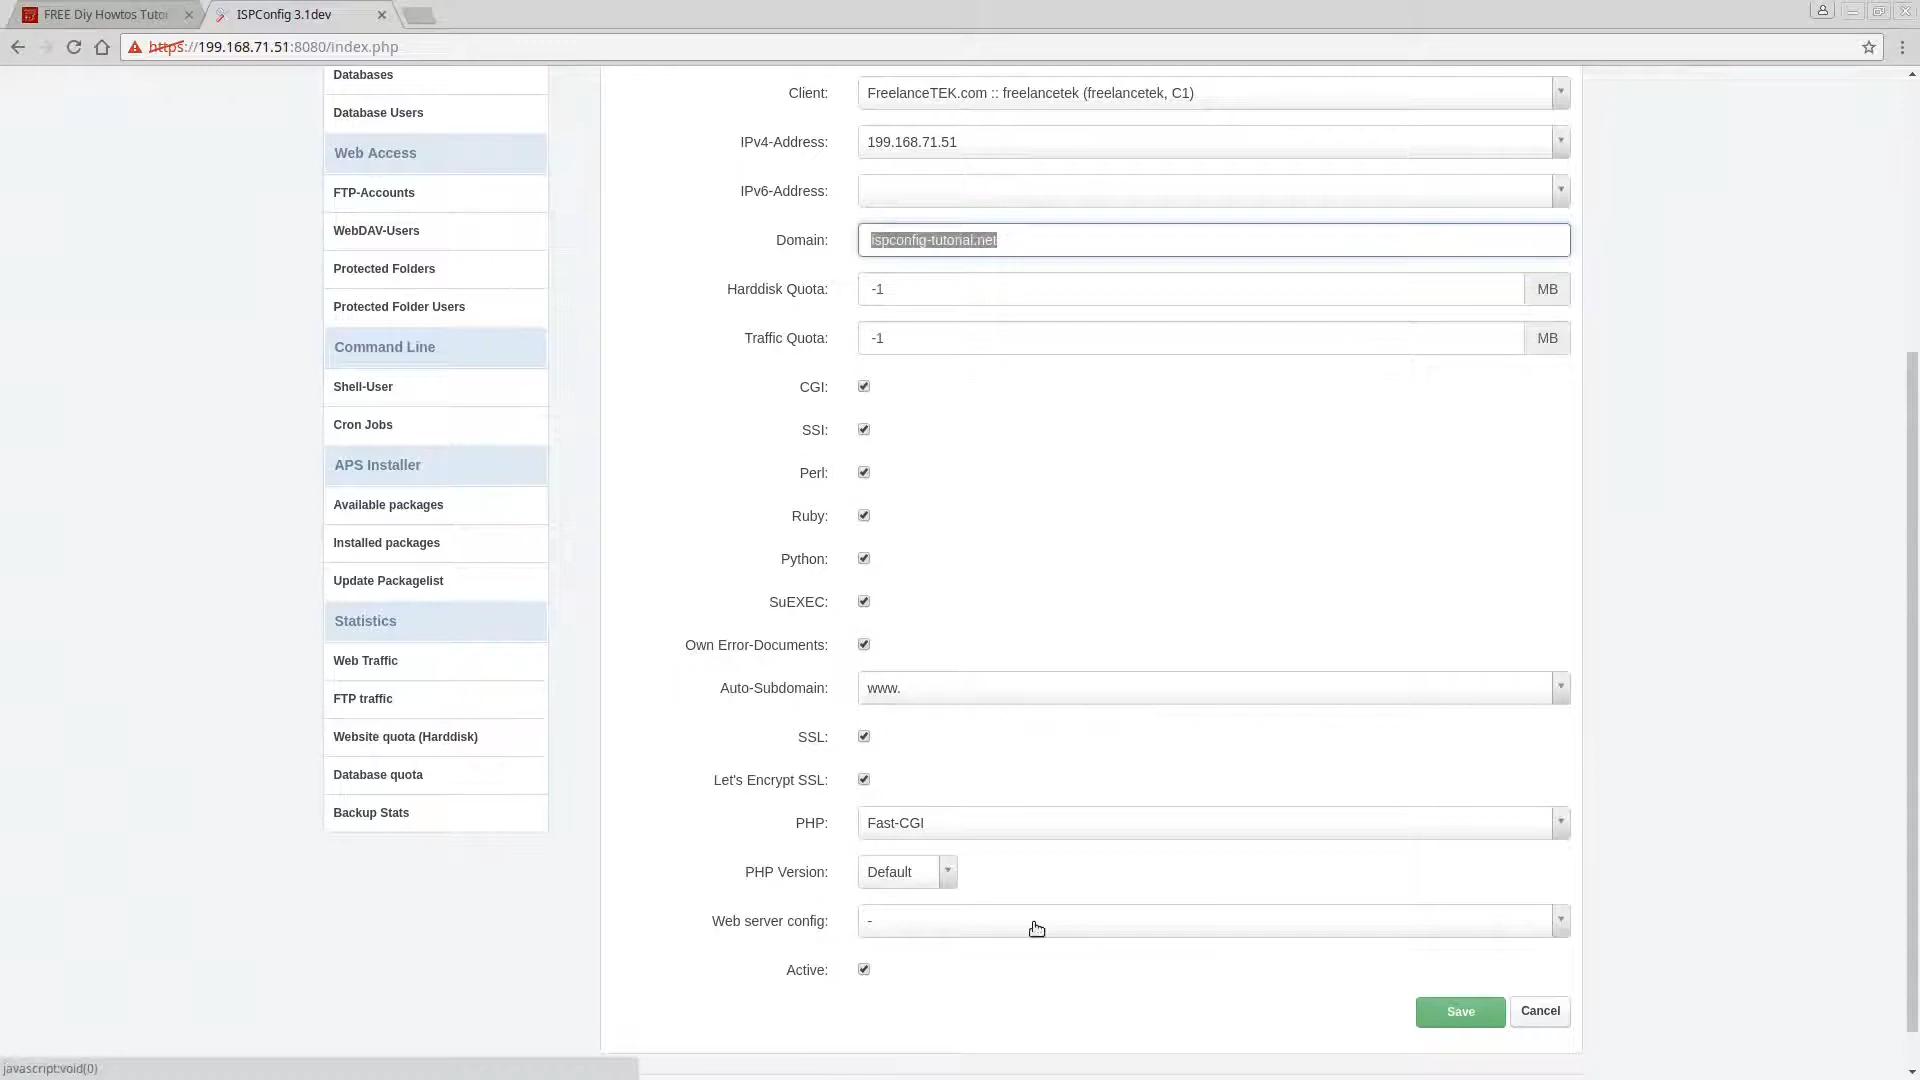 FREE Diy Howtos Tutor
ISPConfig 3.1dev
https://199.168.71.51:8080/index.php
Databases
Database Users
Web Access
FTP-Accounts
WebDAV-Users
Protected Folders
Protected Folder Users
Command Line
Shell-User
Cron Jobs
APS Installer
Available packages
Installed packages
Update Packagelist
Statistics
Web Traffic
FTP traffic
Website quota (Harddisk)
Database quota
Backup Stats
Client: FreelanceTEK.com :: freelancetek (freelancetek, C1)
IPv4-Address: 199.168.71.51
IPv6-Address:
Domain: ispconfig-tutorial.net
Harddisk Quota: -1 MB
Traffic Quota: -1 MB
CGI:
SSI:
Perl:
Ruby:
Python:
SuEXEC:
Own Error-Documents:
Auto-Subdomain: www.
SSL:
Let's Encrypt SSL:
PHP: Fast-CGI
PHP Version: Default
Web server config: -
Active:
Save Cancel
javascript:void(0)